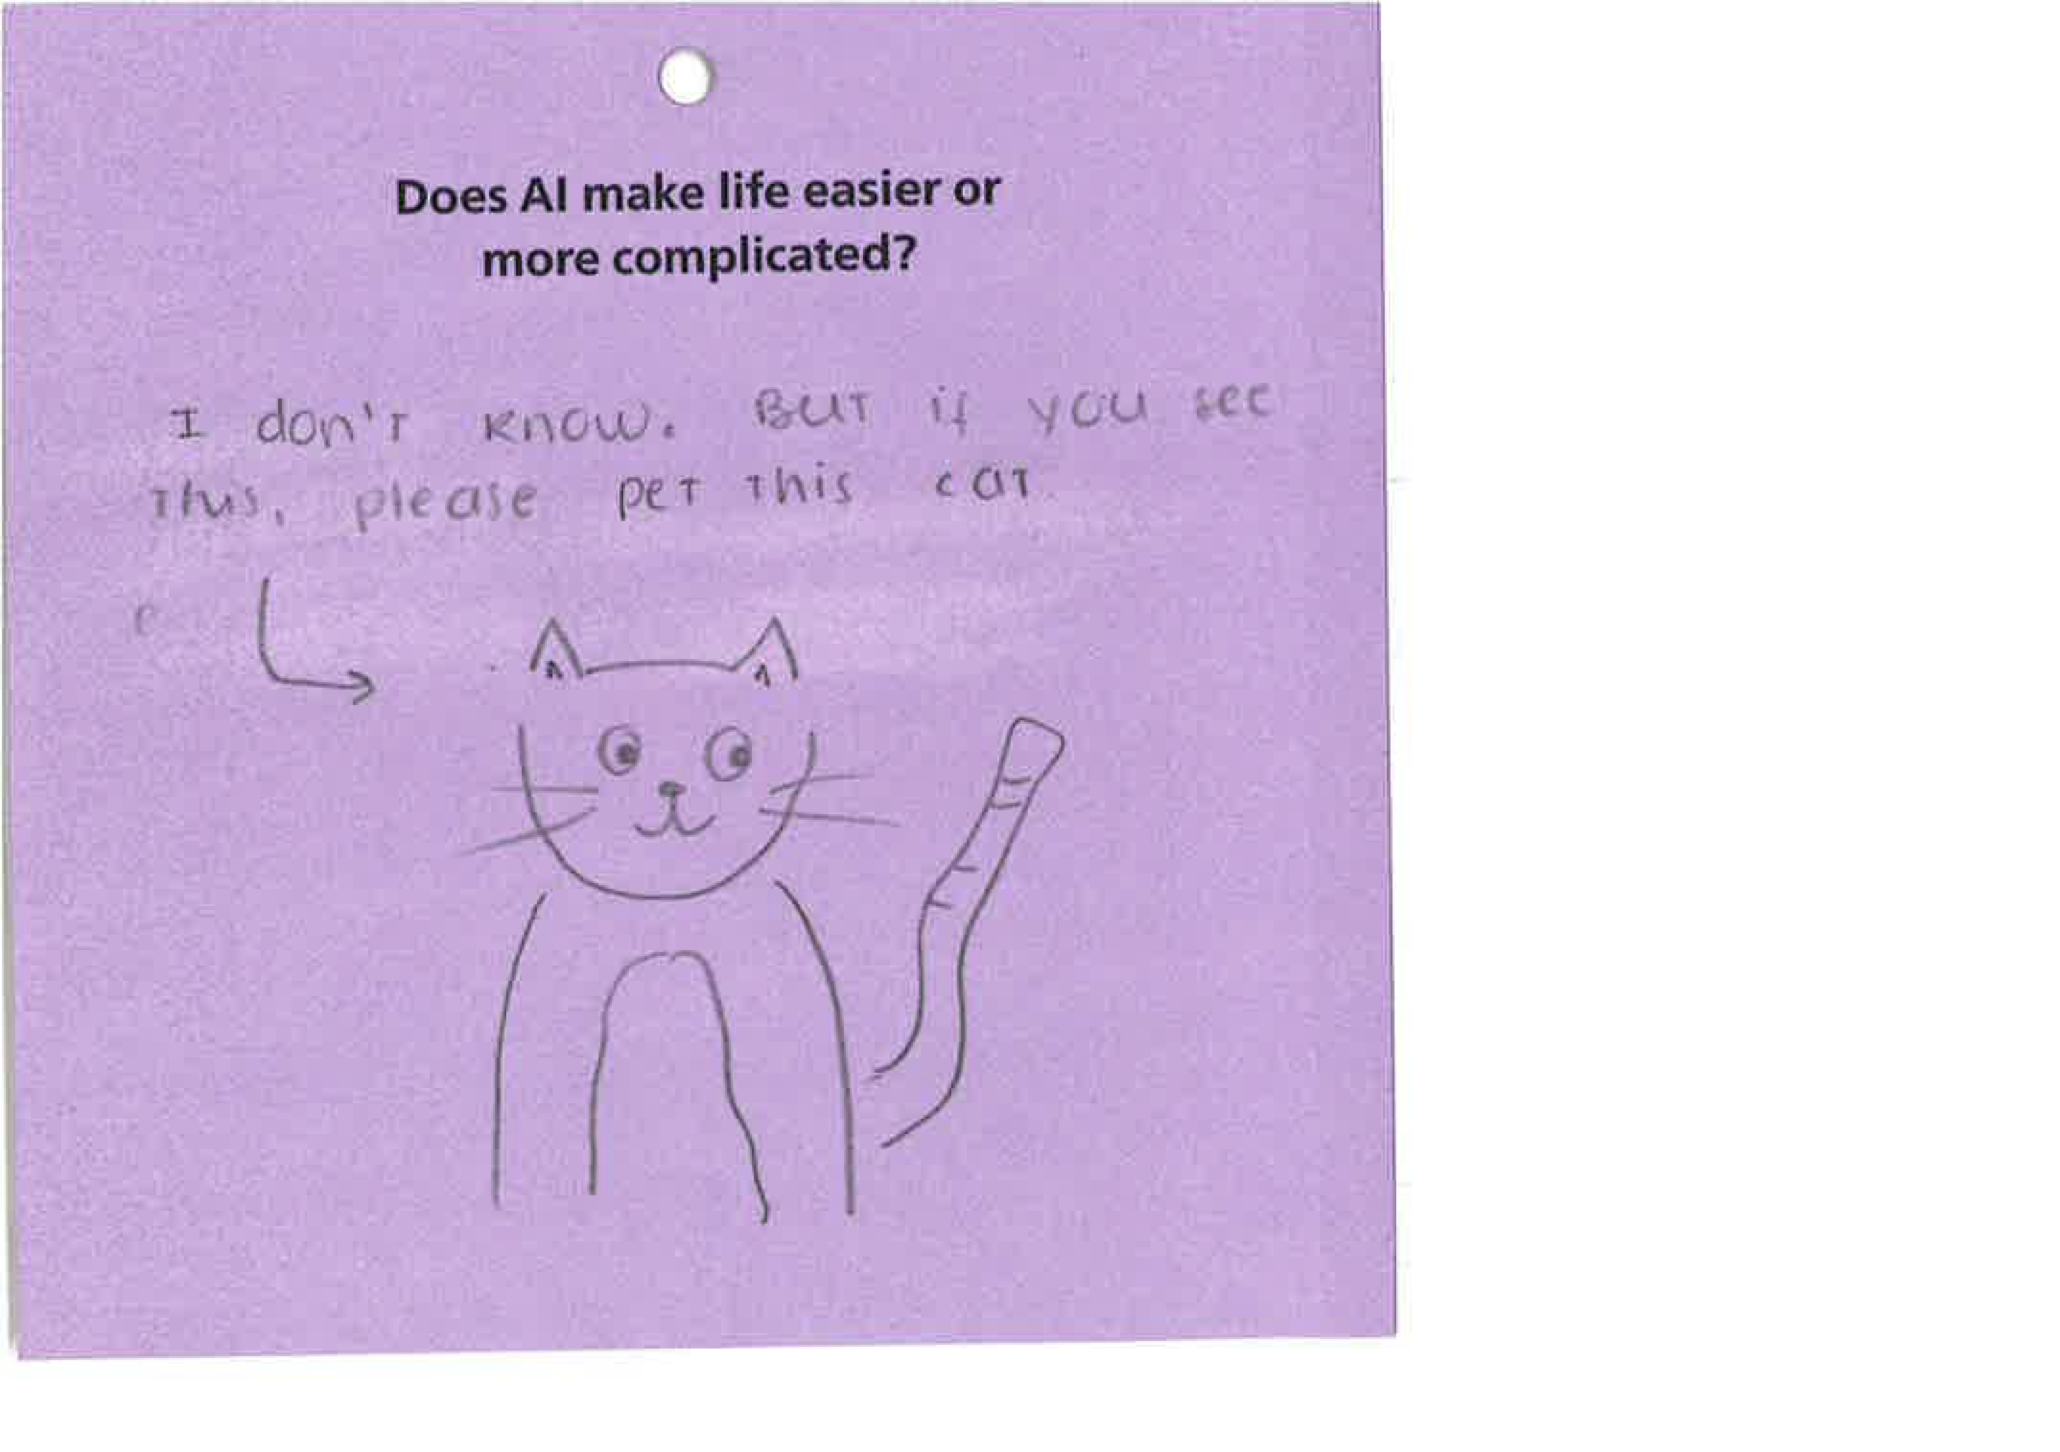 Does AI make life easier or
more complicated?
I don't know. But if you see
this, please pet this cat.